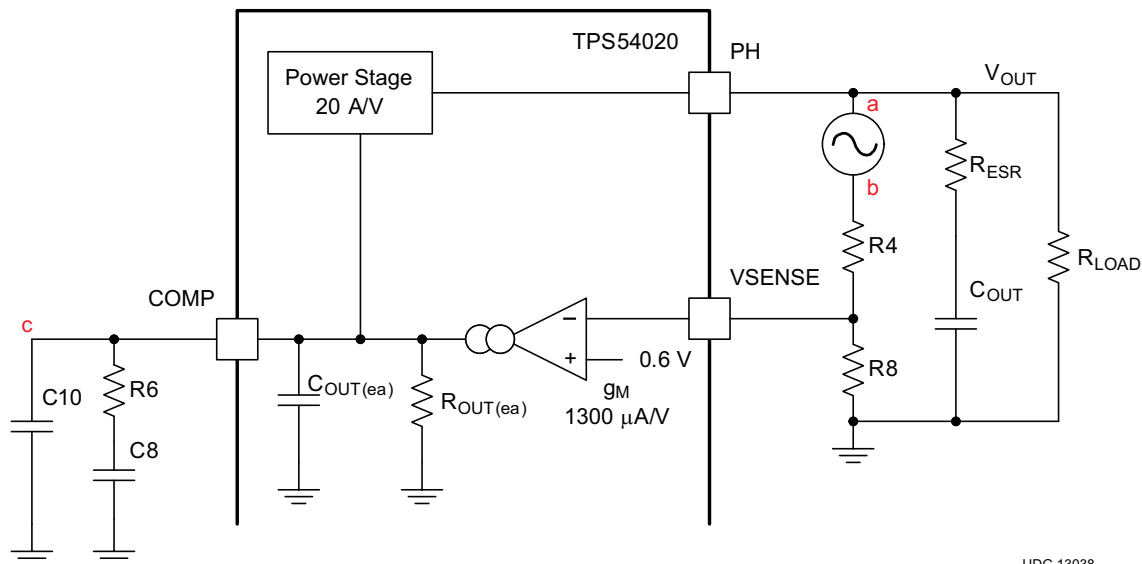 TPS54020
PH
Power Stage
20 A/V
VOUT
a
b
RESR
R4
RLOAD
VSENSE
COMP
COUT
c
0.6 V
R8
C10
R6
COUT(ea)
ROUT(ea)
gM
1300 µA/V
C8
− 
+